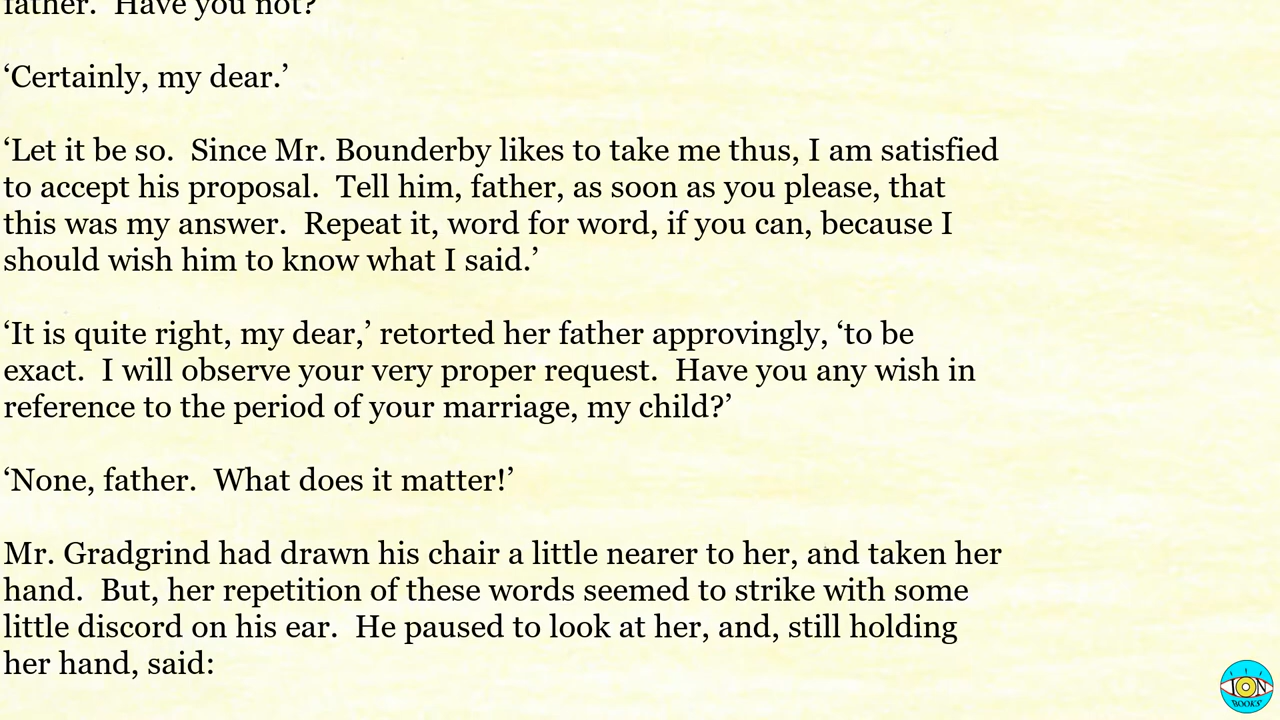 father.  Have you not?
‘Certainly, my dear.’
‘Let it be so.  Since Mr. Bounderby likes to take me thus, I am satisfied
to accept his proposal.  Tell him, father, as soon as you please, that
this was my answer.  Repeat it, word for word, if you can, because I
should wish him to know what I said.’
‘It is quite right, my dear,’ retorted her father approvingly, ‘to be
exact.  I will observe your very proper request.  Have you any wish in
reference to the period of your marriage, my child?’
‘None, father.  What does it matter!’
Mr. Gradgrind had drawn his chair a little nearer to her, and taken her
hand.  But, her repetition of these words seemed to strike with some
little discord on his ear.  He paused to look at her, and, still holding
her hand, said:
ION
BOOKS